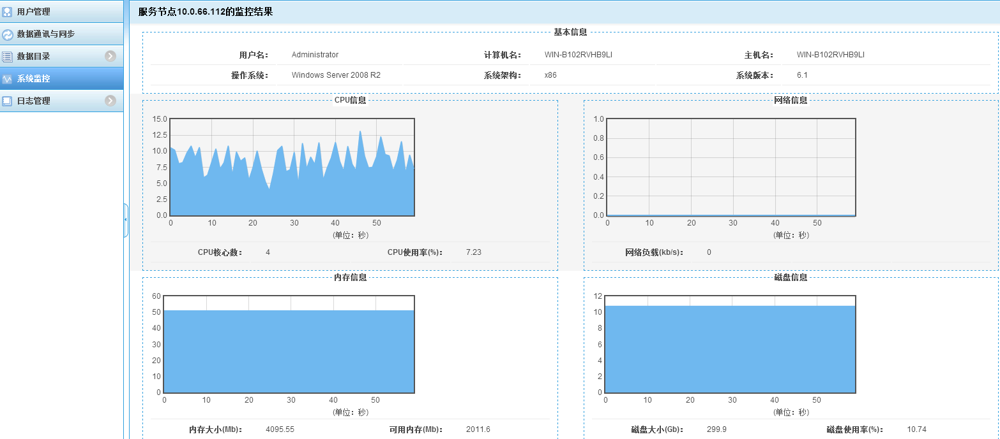 用户管理
数据通讯与同步
数据目录
系统监控
日志管理
服务节点10.0.66.112的监控结果
基本信息
用户名： Administrator 计算机名： WIN-B102RVHB9LI 主机名： WIN-B102RVHB9LI
操作系统： Windows Server 2008 R2 系统架构： x86 系统版本： 6.1
CPU信息
15.0
12.5
10.0
7.5
5.0
2.5
0.0
0 10 20 30 40 50
(单位：秒)
CPU核心数： 4 CPU使用率(%)： 7.23
网络信息
1.0
0.8
0.6
0.4
0.2
0.0
0 10 20 30 40 50
(单位：秒)
网络负载(kb/s)： 0
内存信息
60
50
40
30
20
10
0
0 10 20 30 40 50
(单位：秒)
内存大小(Mb)： 4095.55 可用内存(Mb)： 2011.6
磁盘信息
12
10
8
6
4
2
0
0 10 20 30 40 50
(单位：秒)
磁盘大小(Gb)： 299.9 磁盘使用率(%)： 10.74